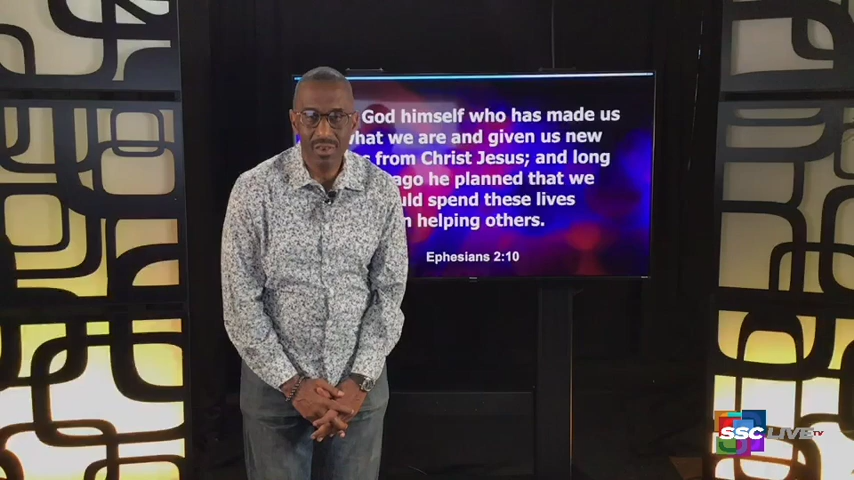 God himself who has made us
what we are and given us new
from Christ Jesus; and long
ago he planned that we
spend these lives
helping others.
Ephesians 2:10
SSC LIVE TV